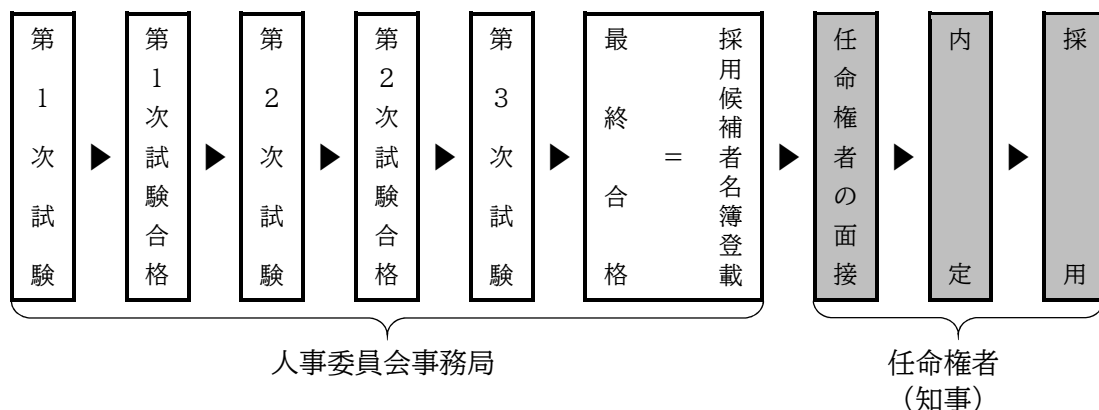 第1次試験
▶
第1次試験合格
▶
第2次試験
▶
第2次試験合格
▶
第3次試験
▶
最終合格
＝
採用候補者名簿登載
▶
任命権者の面接
▶
内定
▶
採用
人事委員会事務局
任命権者
（知事）